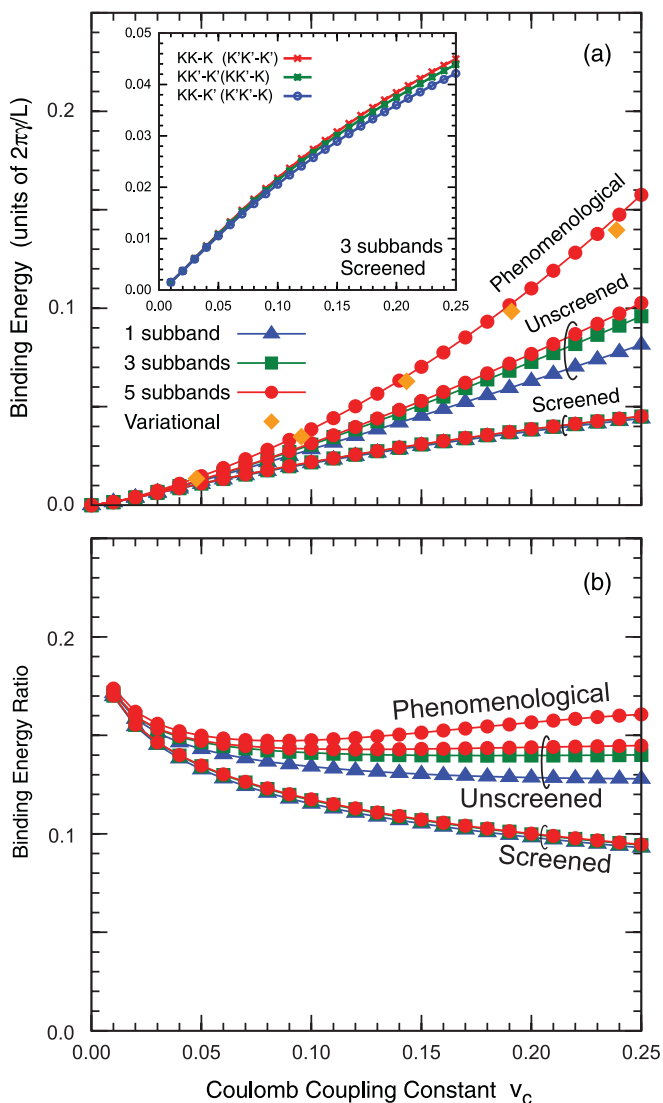 (a)
0.2
0.1
0.0
Binding Energy (units of 2πγ/L)
KK-K (K'K'-K')
KK'-K'(KK'-K)
KK-K' (K'K'-K)
0.05
0.04
0.03
0.02
0.01
0.00
0.00 0.05 0.10 0.15 0.20 0.25
3 subbands
Screened
Phenomenological
Unscreened
Screened
1 subband
3 subbands
5 subbands
Variational
(b)
0.2
0.1
0.0
Binding Energy Ratio
Phenomenological
Unscreened
Screened
0.00 0.05 0.10 0.15 0.20 0.25
Coulomb Coupling Constant v_c